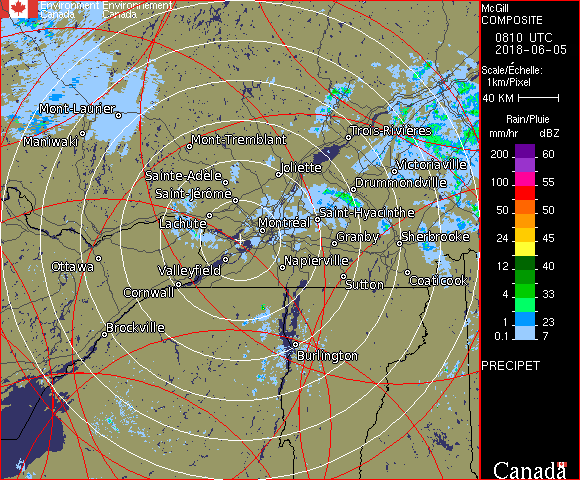 Environment Environnement
Canada Canada
McGill
COMPOSITE
0810 UTC
2018-06-05
Scale/Échelle:
1km/Pixel
40 KM
Rain/Pluie
mm/hr dBZ
200 60
100 55
50 50
24 45
12 40
4 33
1 23
0.1 7
PRECIPET
Mont-Laurier
Maniwaki
Mont-Tremblant
Trois-Rivières
Joliette
Victoriaville
Sainte-Adèle
Drummondville
Saint-Jérôme
Saint-Hyacinthe
Lachute
Montréal
Granby
Sherbrooke
Ottawa
Valleyfield
Napierville
Coaticook
Cornwall
Sutton
Brockville
Burlington
Canada